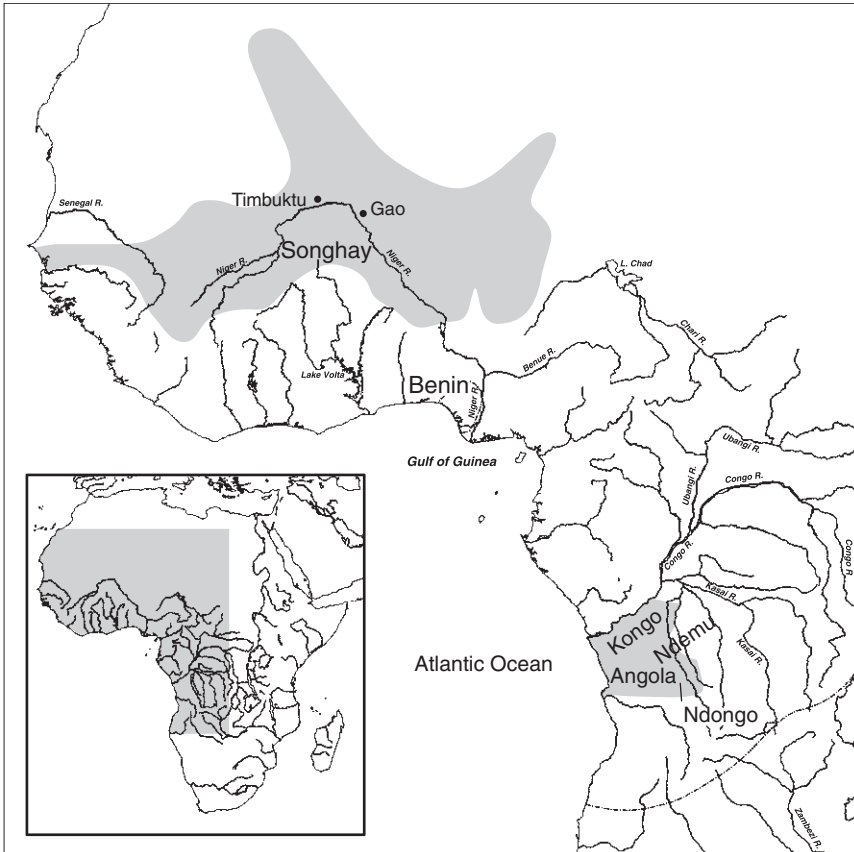 Timbuktu
Gao
Senegal R.
Songhay
Niger R.
Niger R.
L. Chad
Chari R.
Lake Volta
Benue R.
Benin
Niger R.
Gulf of Guinea
Ubangi R.
Ubangi R.
Congo R.
Congo R.
Congo R.
Kasai R.
Kongo
Ndemu
Kasai R.
Atlantic Ocean
Angola
Ndongo
Zambezi R.